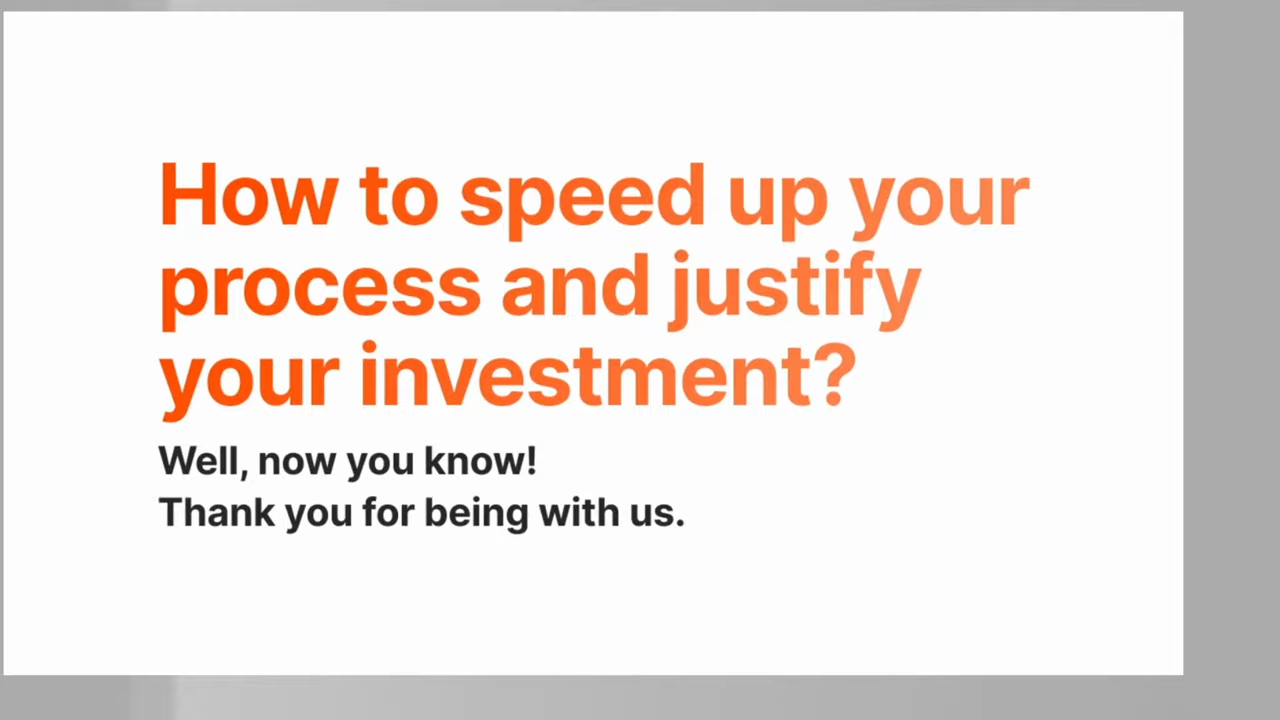 How to speed up your
process and justify
your investment?
Well, now you know!
Thank you for being with us.